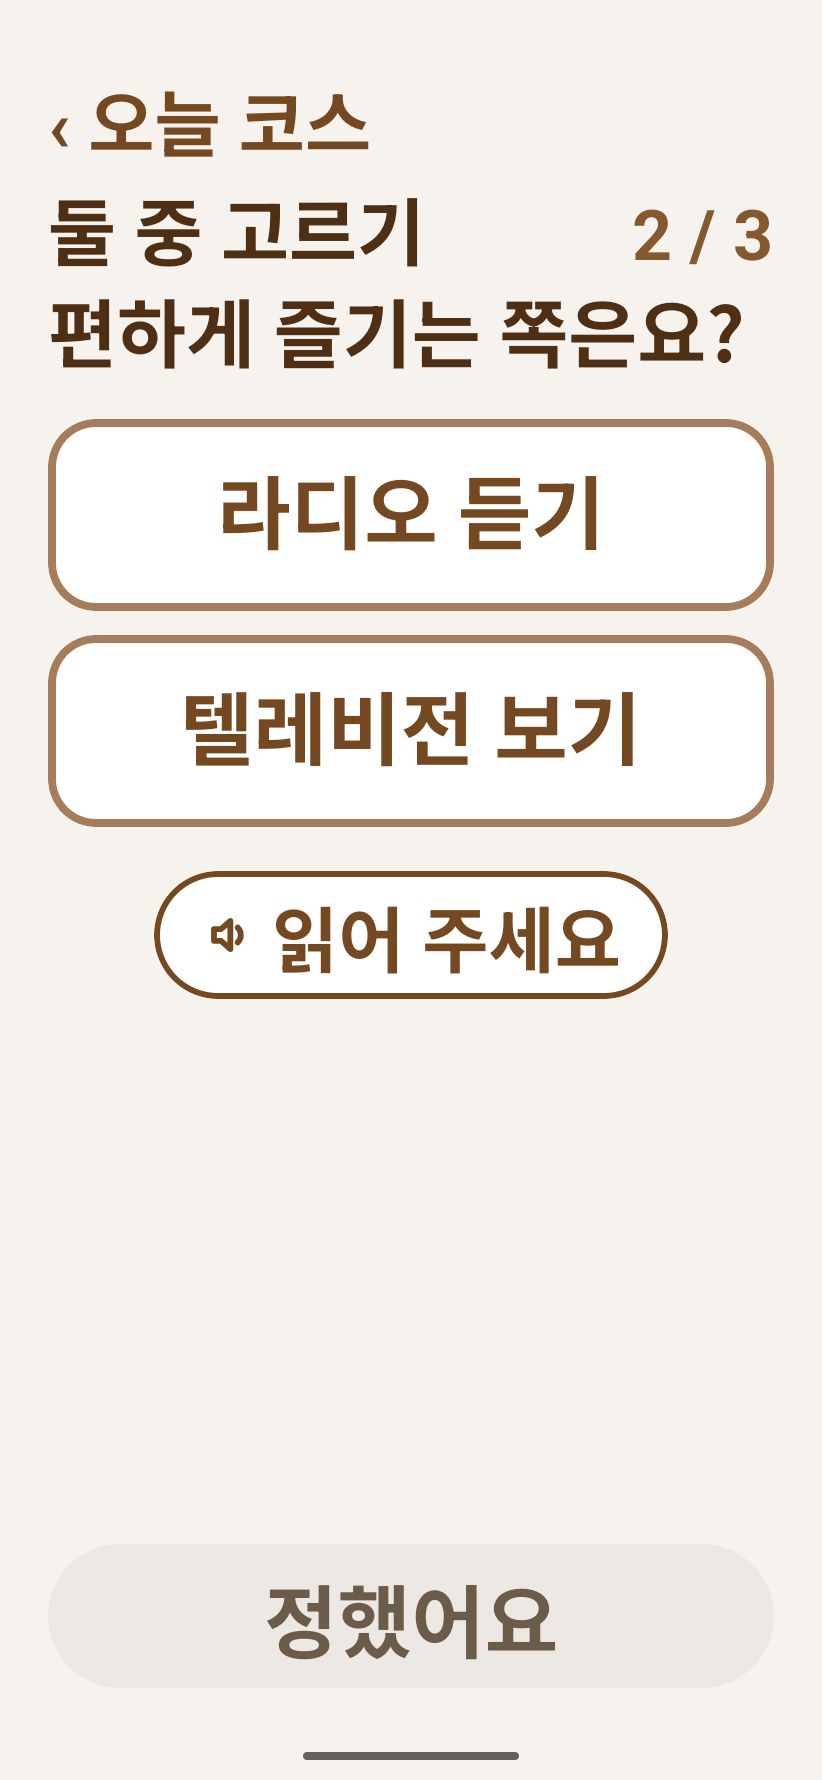 ‹ 오늘 코스
둘 중 고르기 2 / 3
편하게 즐기는 쪽은요?
라디오 듣기
텔레비전 보기
읽어 주세요
정했어요